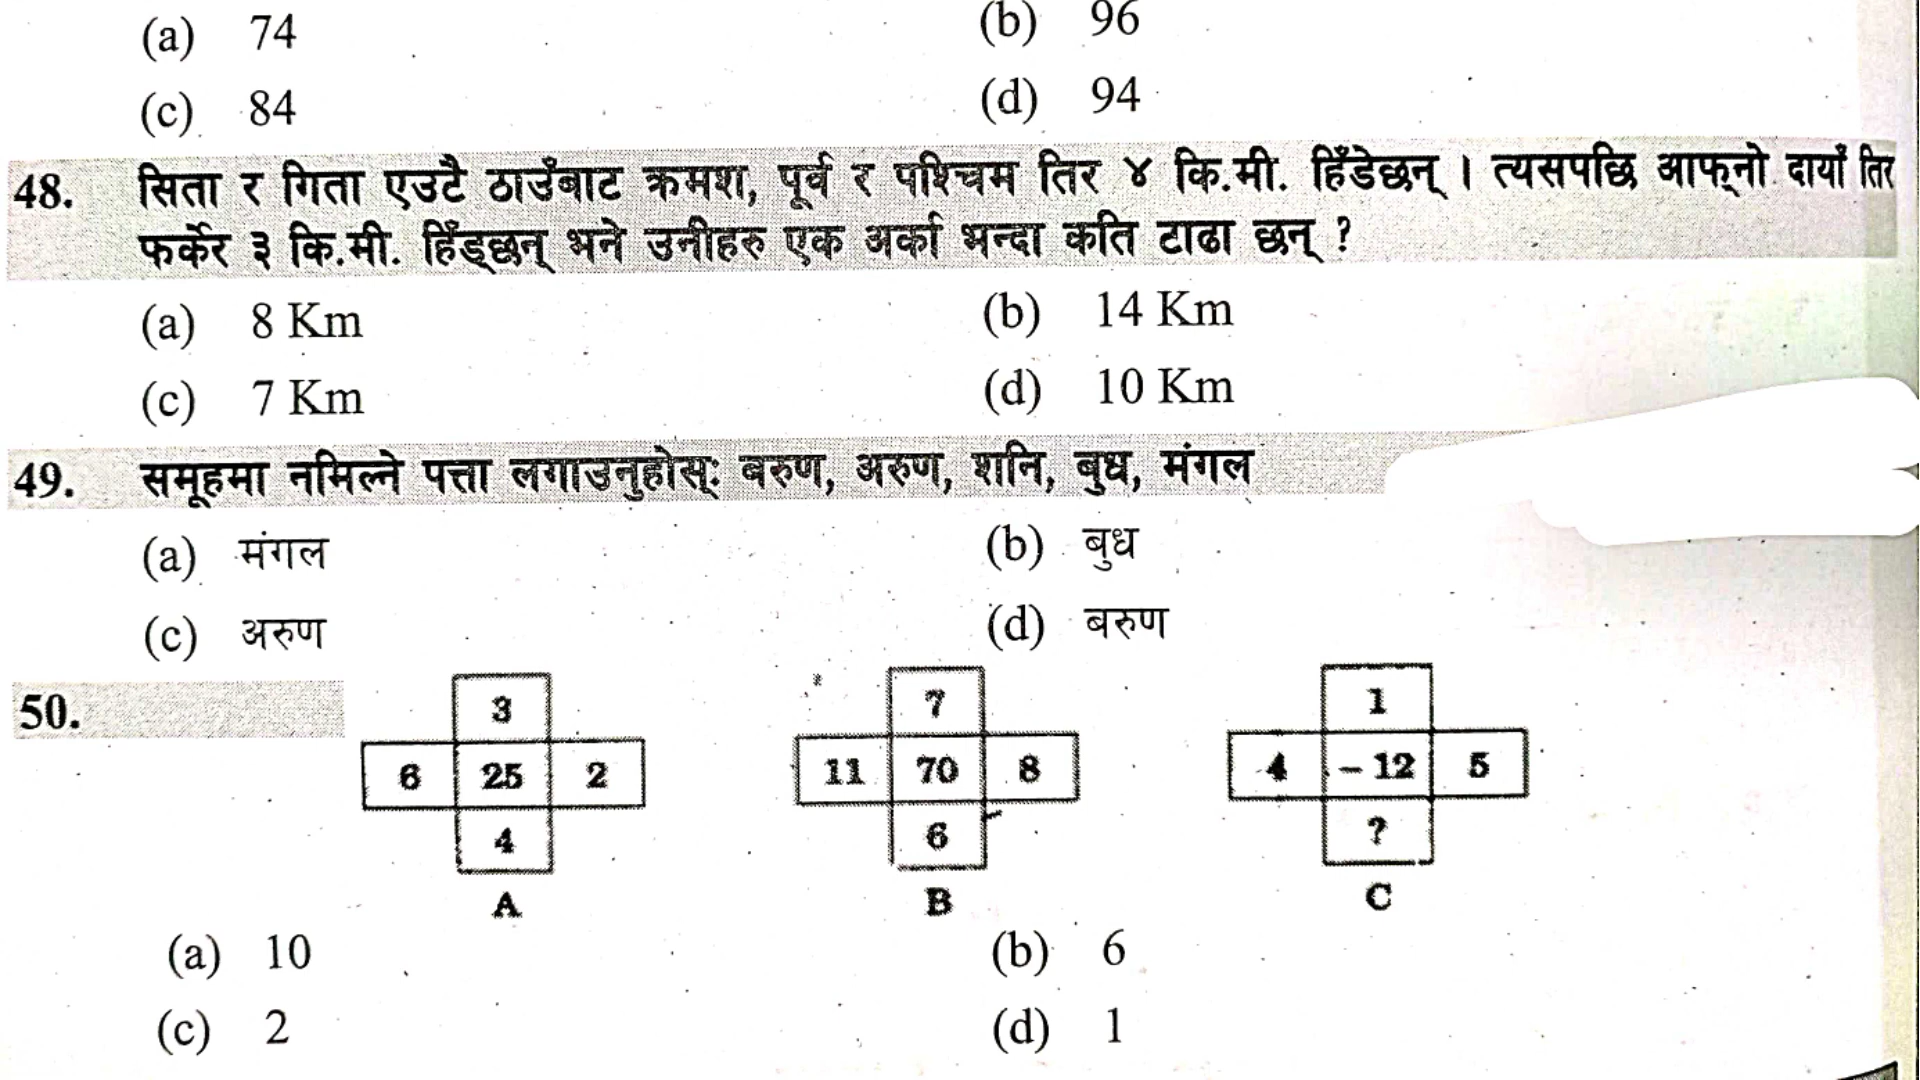 (a) 74 (b) 96
(c) 84 (d) 94
48. सिता र गिता एउटै ठाउँबाट क्रमश, पूर्व र पश्चिम तिर ४ कि.मी. हिँडेछन् । त्यसपछि आफ्नो दायाँ तिर
फर्केर ३ कि.मी. हिँड्छन् भने उनीहरु एक अर्का भन्दा कति टाढा छन् ?
(a) 8 Km (b) 14 Km
(c) 7 Km (d) 10 Km
49. समूहमा नमिल्ने पत्ता लगाउनुहोस्: बरुण, अरुण, शनि, बुध, मंगल
(a) मंगल (b) बुध
(c) अरुण (d) बरुण
50.
3 7 1
6 25 2 11 70 8 4 - 12 5
4 6 ?
A B C
(a) 10 (b) 6
(c) 2 (d) 1